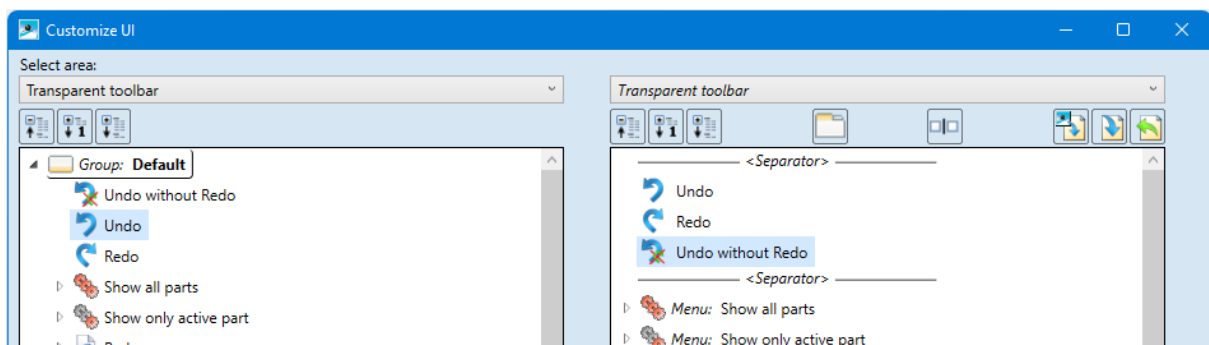 Customize UI
Select area:
Transparent toolbar
Transparent toolbar
1
1
Group: Default
Undo without Redo
Undo
Redo
Show all parts
Show only active part
<Separator>
Undo
Redo
Undo without Redo
<Separator>
Menu: Show all parts
Menu: Show only active part